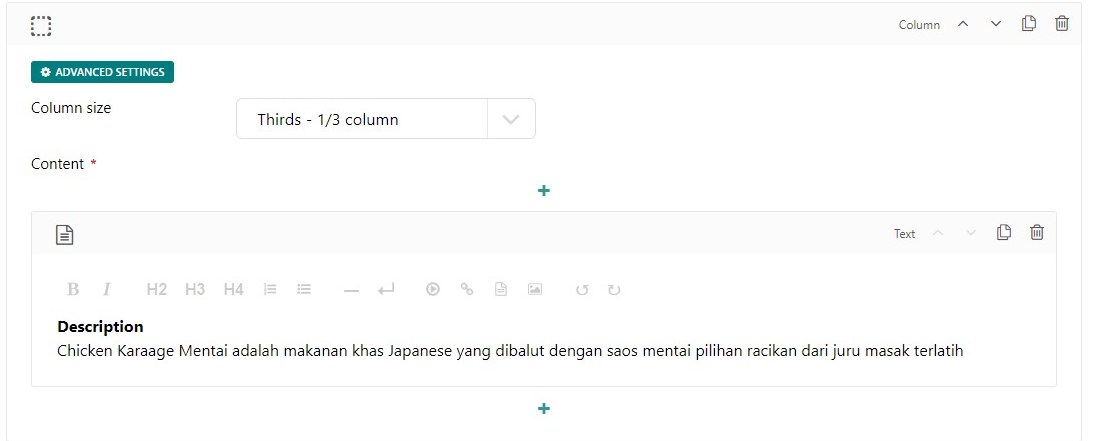 Column
ADVANCED SETTINGS
Column size
Thirds - 1/3 column
Content *
Text
B I H2 H3 H4
Description
Chicken Karaage Mentai adalah makanan khas Japanese yang dibalut dengan saos mentai pilihan racikan dari juru masak terlatih